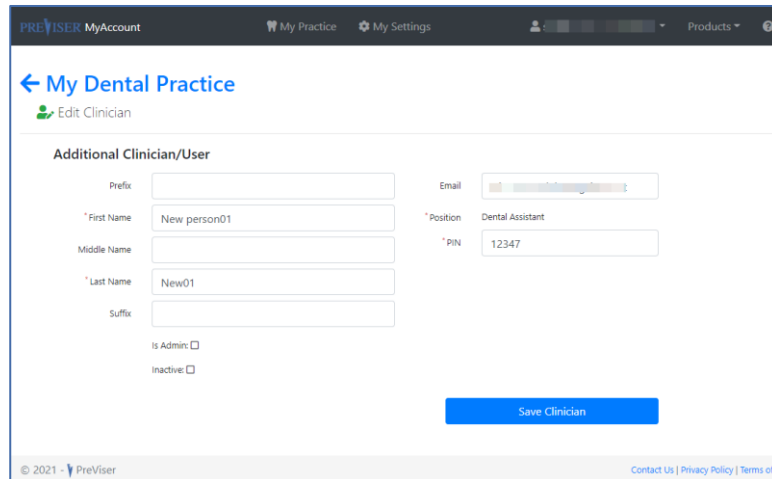 PREVISER MyAccount My Practice My Settings Products
My Dental Practice
Edit Clinician
Additional Clinician/User
Prefix
Email
*First Name New person01
*Position Dental Assistant
Middle Name
*PIN 12347
*Last Name New01
Suffix
Is Admin:
Inactive:
Save Clinician
© 2021 - PreViser
Contact Us | Privacy Policy | Terms of